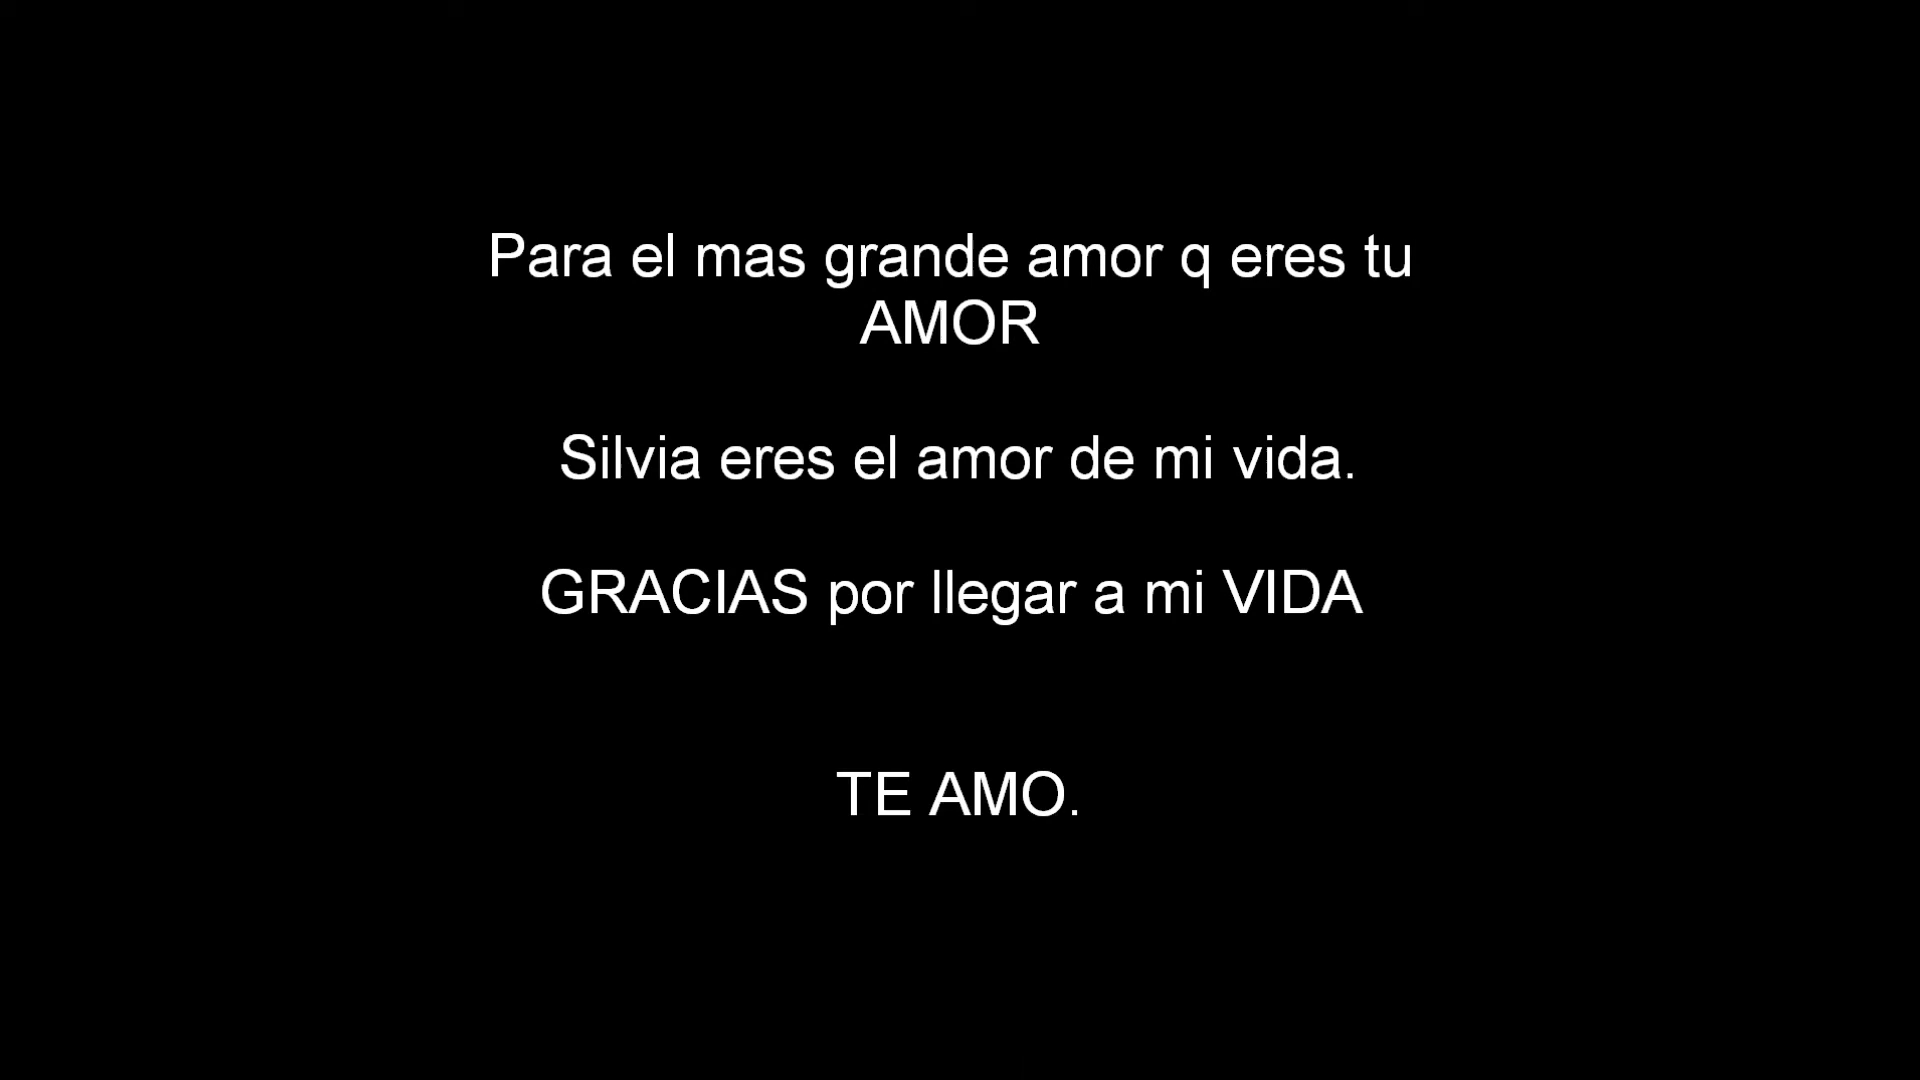 Para el mas grande amor q eres tu
AMOR
Silvia eres el amor de mi vida.
GRACIAS por llegar a mi VIDA
TE AMO.